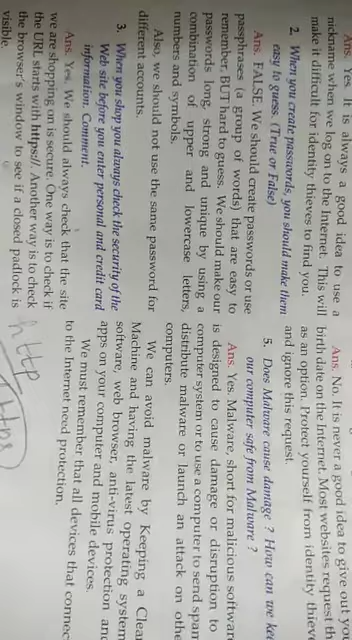 Ans. Yes. It is always a good idea to use a
nickname when we log on to the Internet. This will
make it difficult for identity thieves to find you.
2. When you create passwords, you should make them
easy to guess. (True or False)
Ans. FALSE. We should create passwords or use
passphrases (a group of words) that are easy to
remember, BUT hard to guess. We should make our
passwords long, strong and unique by using a
combination of upper and lowercase letters,
numbers and symbols.
Also, we should not use the same password for
different accounts.
3. When you shop you always check the security of the
Web site before you enter personal and credit card
information. Comment.
Ans. Yes. We should always check that the site
we are shopping on is secure. One way is to check if
the URL starts with https:// Another way is to check
the browser's window to see if a closed padlock is
visible.
Ans. No. It is never a good idea to give out yo
birth date on the Internet. Most websites request th
as an option. Protect yourself from identity thiev
and ignore this request.
5. Does Malware cause damage ? How can we kee
our computer safe from Malware ?
Ans. Yes. Malware, short for malicious softwar
is designed to cause damage or disruption to
computer system or to use a computer to send spam
distribute malware or launch an attack on othe
computers.
We can avoid malware by Keeping a Clea
Machine and having the latest operating system
software, web browser, anti-virus protection and
apps on your computer and mobile devices.
We must remember that all devices that connec
to the Internet need protection.
http
https